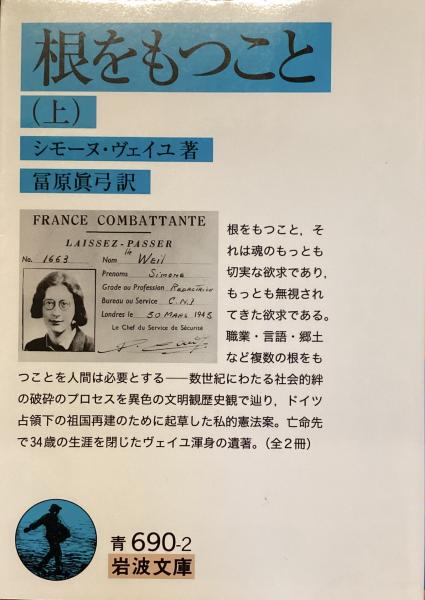 根をもつこと
(上)
シモーヌ・ヴェイユ著
冨原眞弓訳
FRANCE COMBATTANTE
LAISSEZ-PASSER
No. 1663 Nom Mlle Weil
Prenoms Simone
Grade ou Profession Redactrice
Bureau ou Service C.N.I
Londres le 30 MARS 1943
Le Chef du Service de Sécurité
根をもつこと，そ
れは魂のもっとも
切実な欲求であり，
もっとも無視され
てきた欲求である。
職業・言語・郷土
など複数の根をも
つことを人間は必要とする――数世紀にわたる社会的絆
の破砕のプロセスを異色の文明観歴史観で辿り，ドイツ
占領下の祖国再建のために起草した私的憲法案。亡命先
で34歳の生涯を閉じたヴェイユ渾身の遺著。（全2冊）
青 690-2
岩波文庫